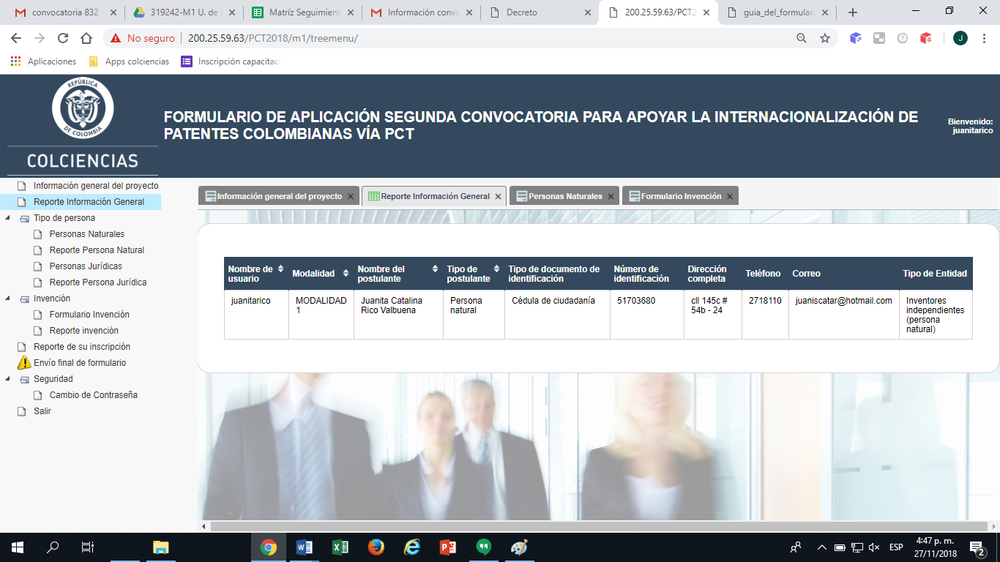 convocatoria 832
319242-M1 U. de
Matríz Seguimient
Información convo
Decreto
200.25.59.63/PCT2
guia_del_formular
No seguro
200.25.59.63/PCT2018/m1/treemenu/
J
Aplicaciones
Apps colciencias
Inscripción capacitac
REPÚBLICA
DE COLOMBIA
COLCIENCIAS
FORMULARIO DE APLICACIÓN SEGUNDA CONVOCATORIA PARA APOYAR LA INTERNACIONALIZACIÓN DE
PATENTES COLOMBIANAS VÍA PCT
Bienvenido:
juanitarico
Información general del proyecto
Reporte Información General
Tipo de persona
Personas Naturales
Reporte Persona Natural
Personas Jurídicas
Reporte Persona Jurídica
Invención
Formulario Invención
Reporte invención
Reporte de su inscripción
Envío final de formulario
Seguridad
Cambio de Contraseña
Salir
Información general del proyecto
Reporte Información General
Personas Naturales
Formulario Invención
Nombre de
usuario
Modalidad
Nombre del
postulante
Tipo de
postulante
Tipo de documento de
identificación
Número de
identificación
Dirección
completa
Teléfono
Correo
Tipo de Entidad
juanitarico
MODALIDAD
1
Juanita Catalina
Rico Valbuena
Persona
natural
Cédula de ciudadanía
51703680
cll 145c #
54b - 24
2718110
juaniscatar@hotmail.com
Inventores
independientes
(persona
natural)
ESP
4:47 p. m.
27/11/2018
2